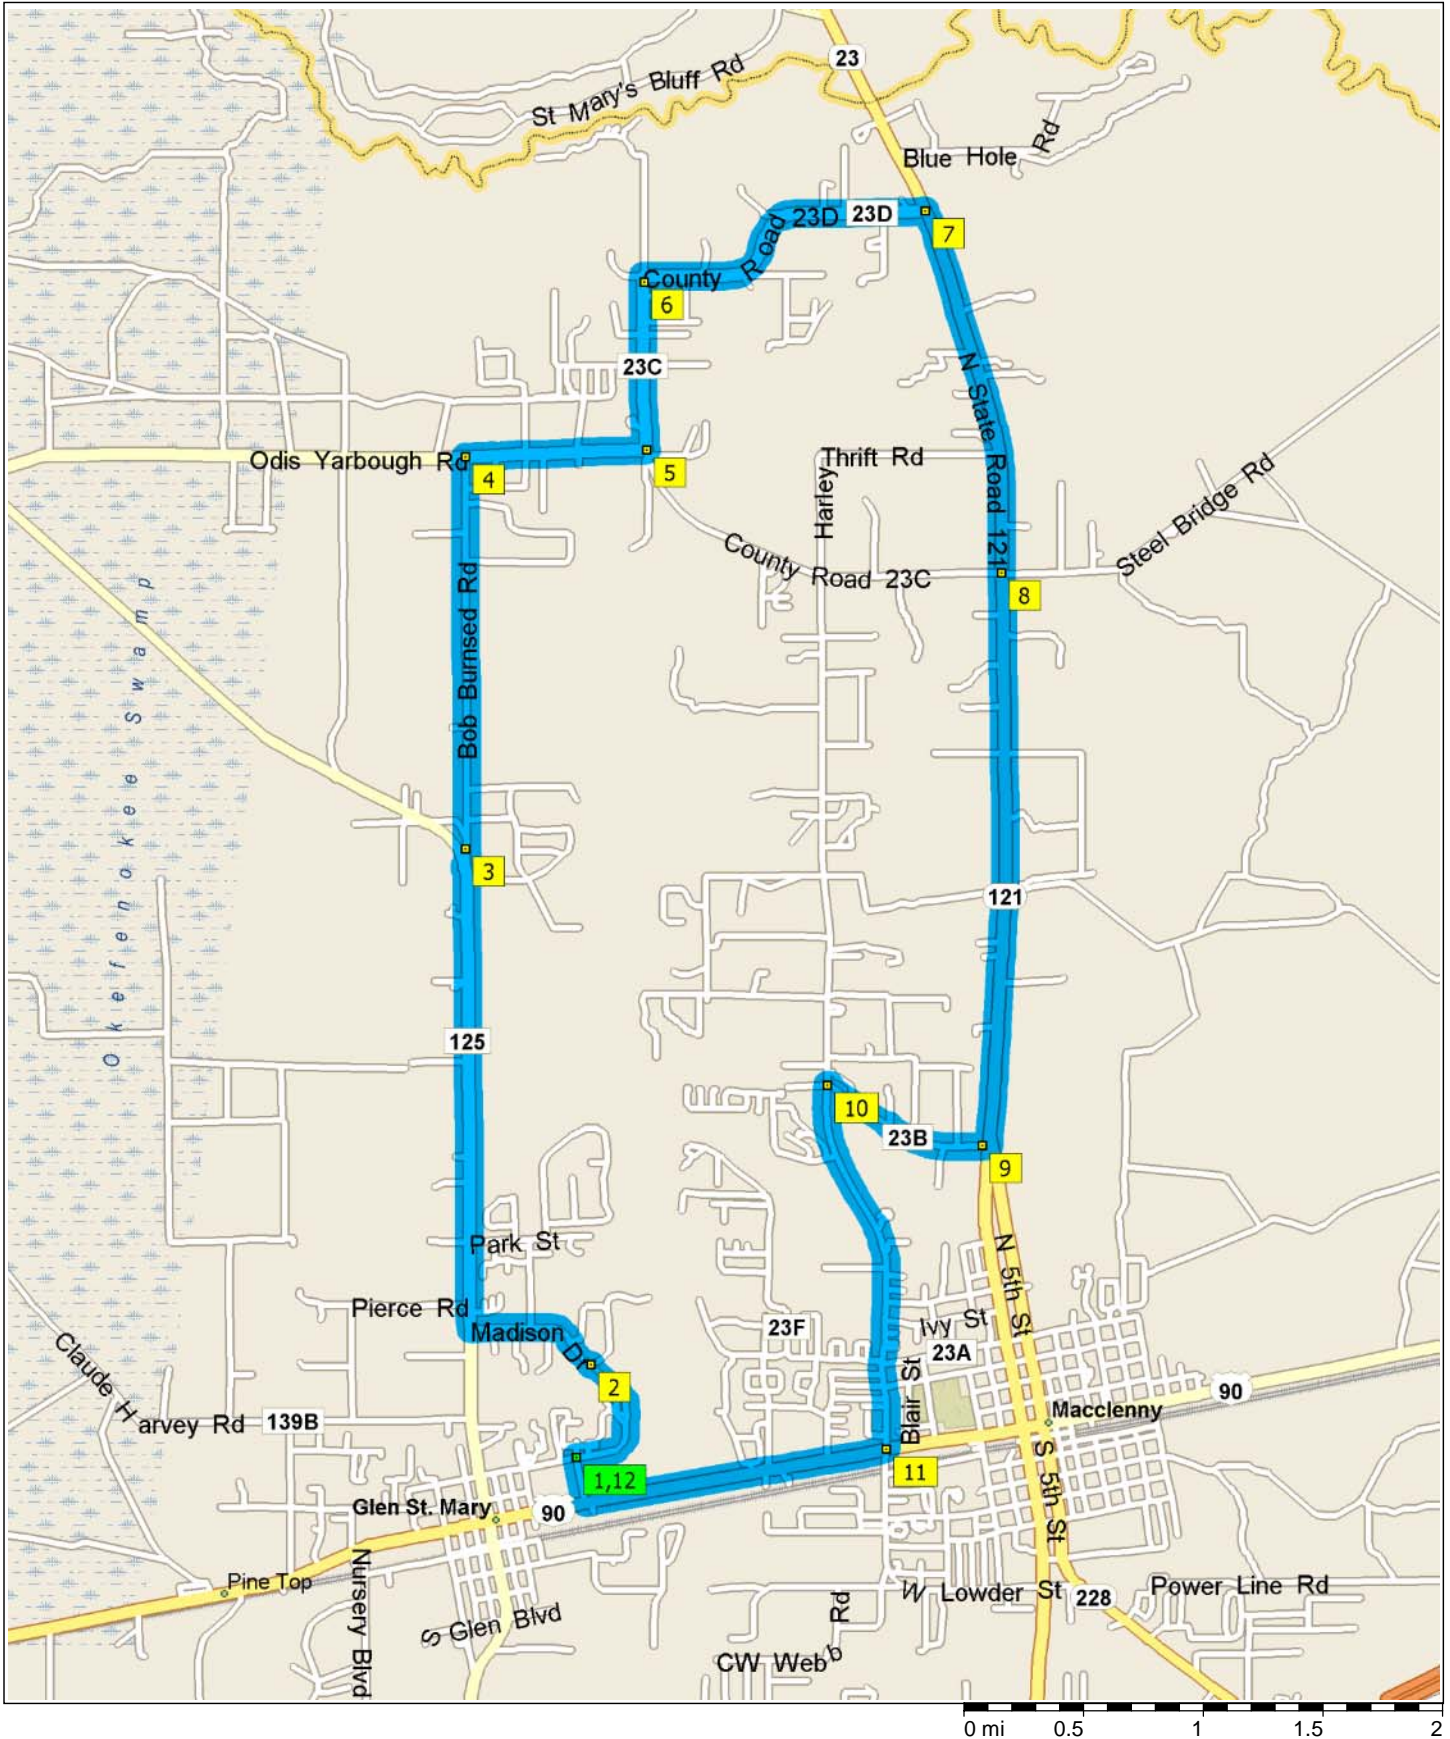 23
St Mary's Bluff Rd
Blue Hole Rd
23D
23D
7
County Road
6
23C
N State Road 121
Odis Yarbough Rd
4
5
Thrift Rd
Harley
Steel Bridge Rd
County Road 23C
8
Bob Burnsed Rd
Okefenokee Swamp
3
121
125
10
23B
9
Park St
N 5th St
Pierce Rd
Madison Dr
23F
Ivy St
23A
Claude Harvey Rd
2
Blair St
90
139B
Macclenny
11
1,12
S 5th St
Glen St. Mary
90
Pine Top
Nursery Blvd
S Glen Blvd
W Lowder St
228
Power Line Rd
CW Webb Rd
0 mi 0.5 1 1.5 2